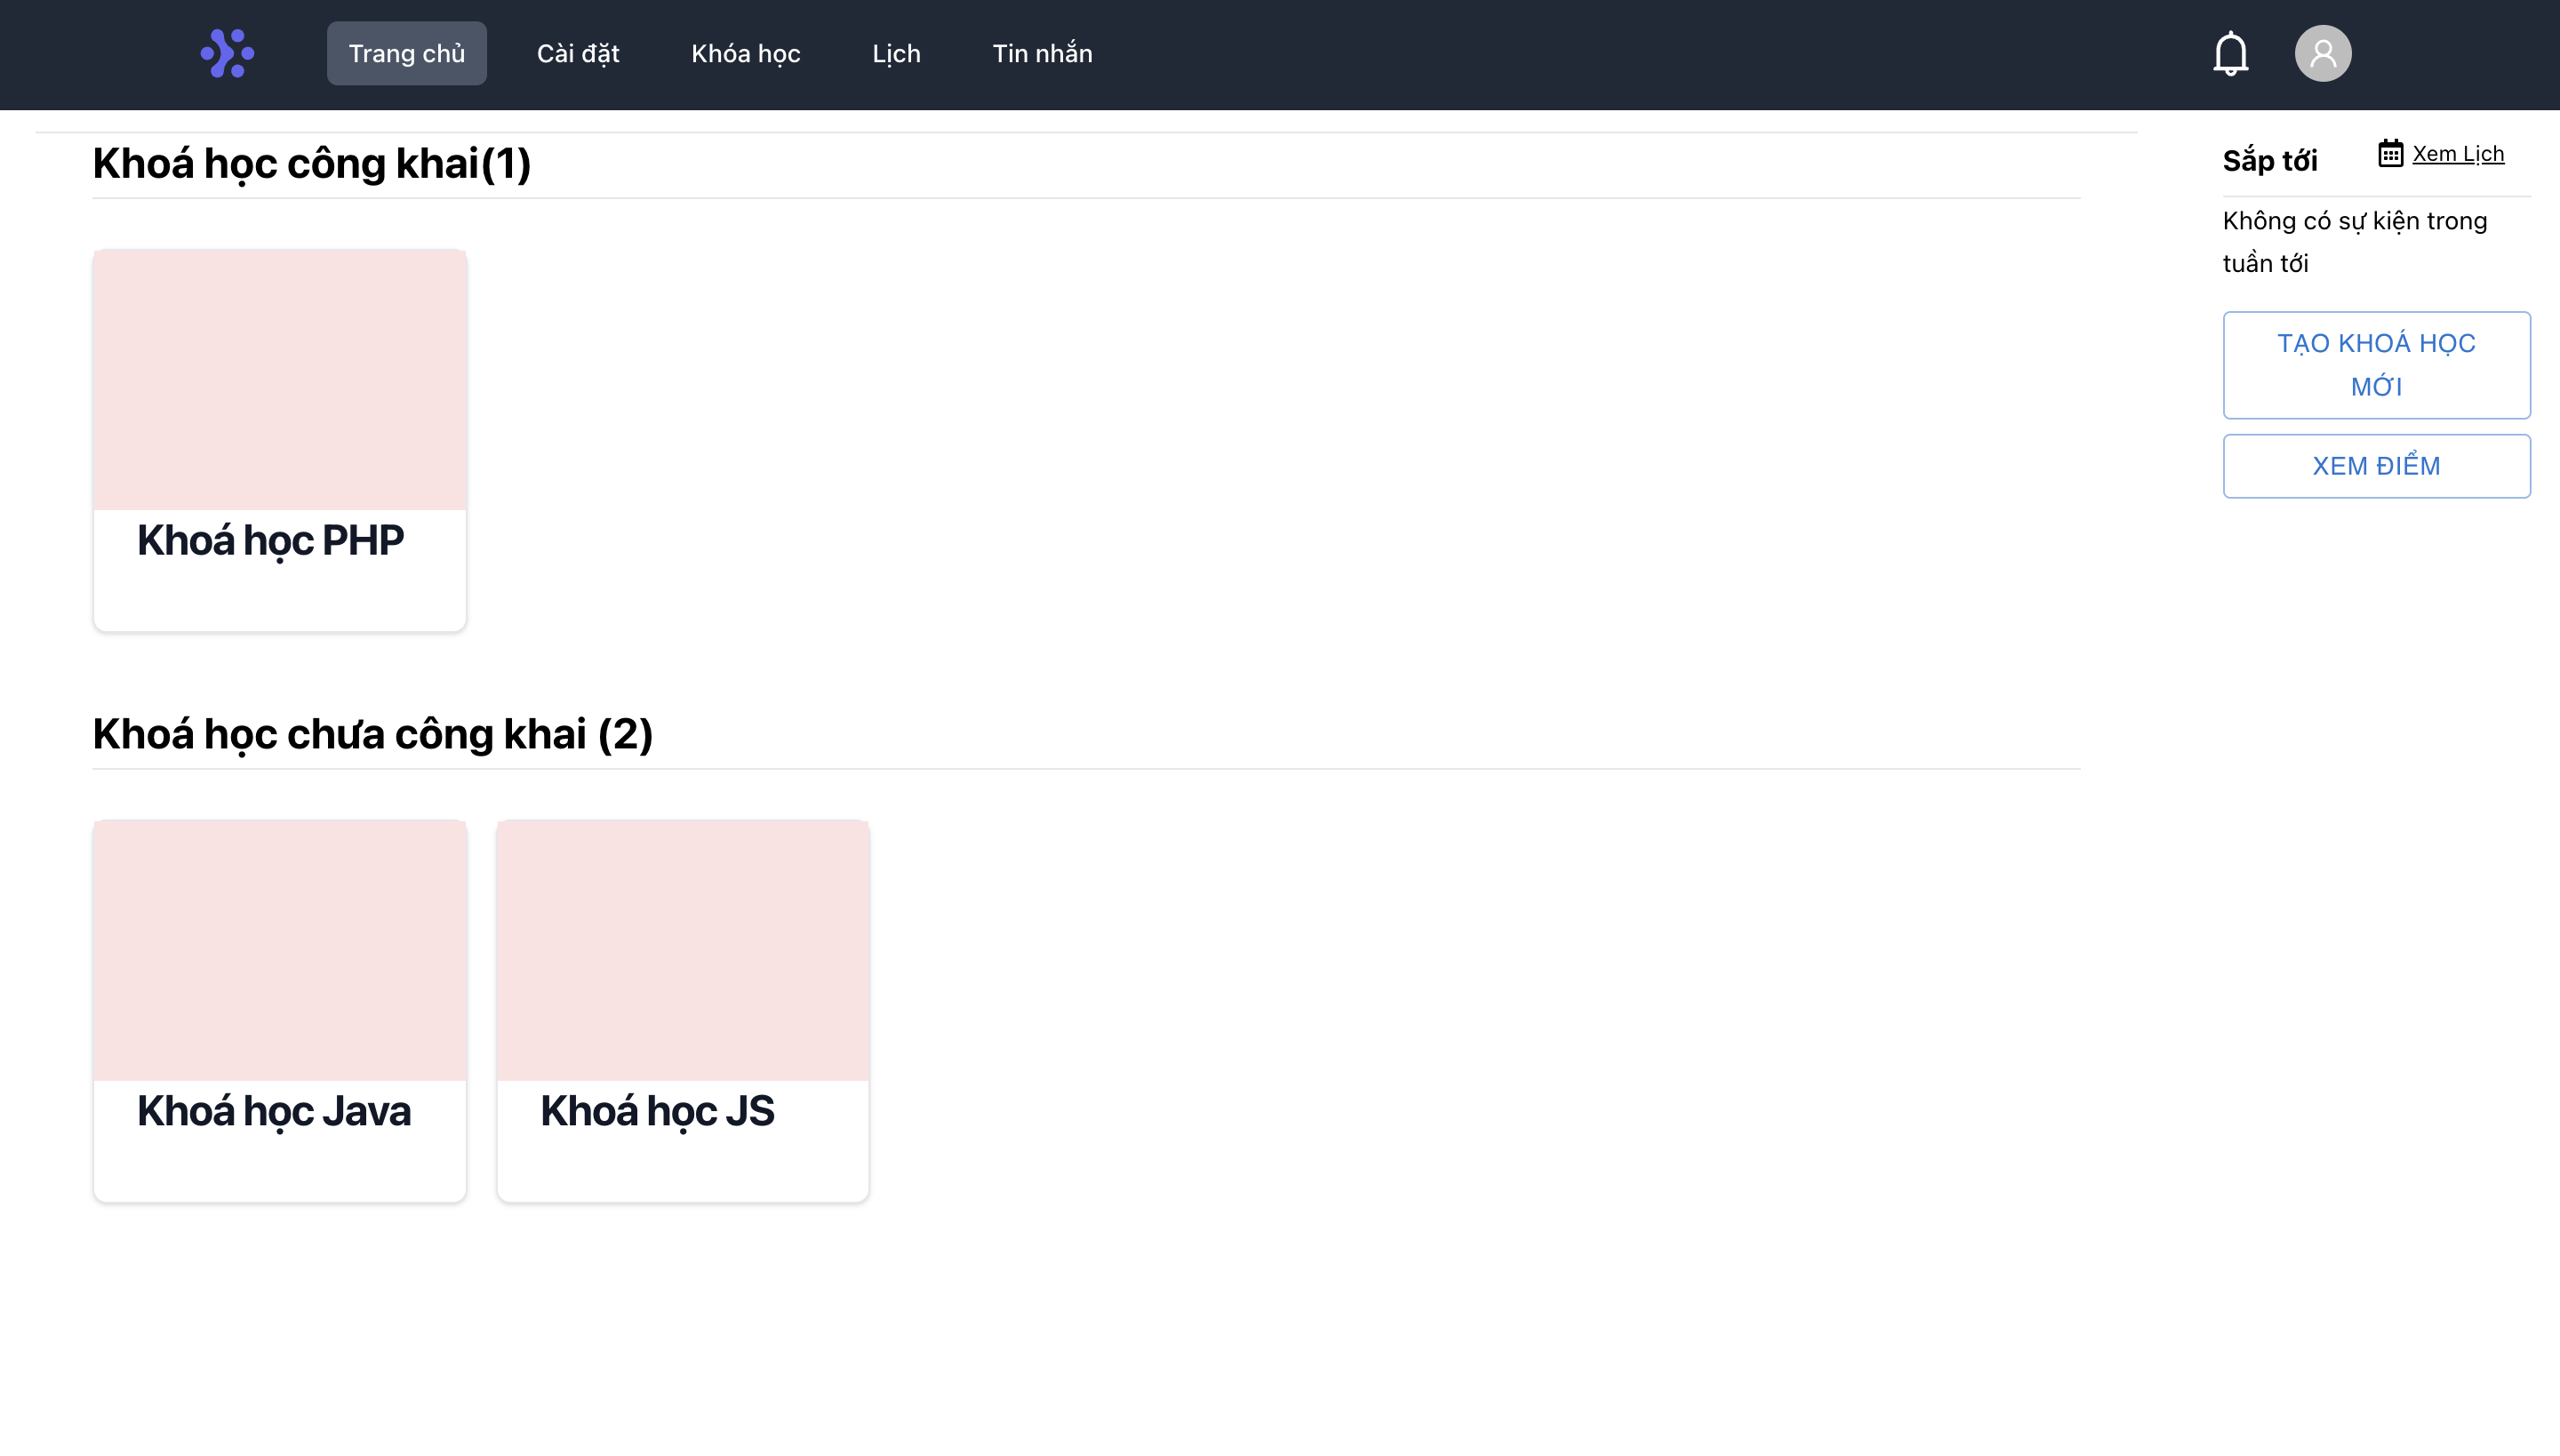 Trang chủ
Cài đặt
Khóa học
Lịch
Tin nhắn
Khoá học công khai(1)
Khoá học PHP
Khoá học chưa công khai (2)
Khoá học Java
Khoá học JS
Sắp tới
Xem Lịch
Không có sự kiện trong
tuần tới
TẠO KHOÁ HỌC
MỚI
XEM ĐIỂM